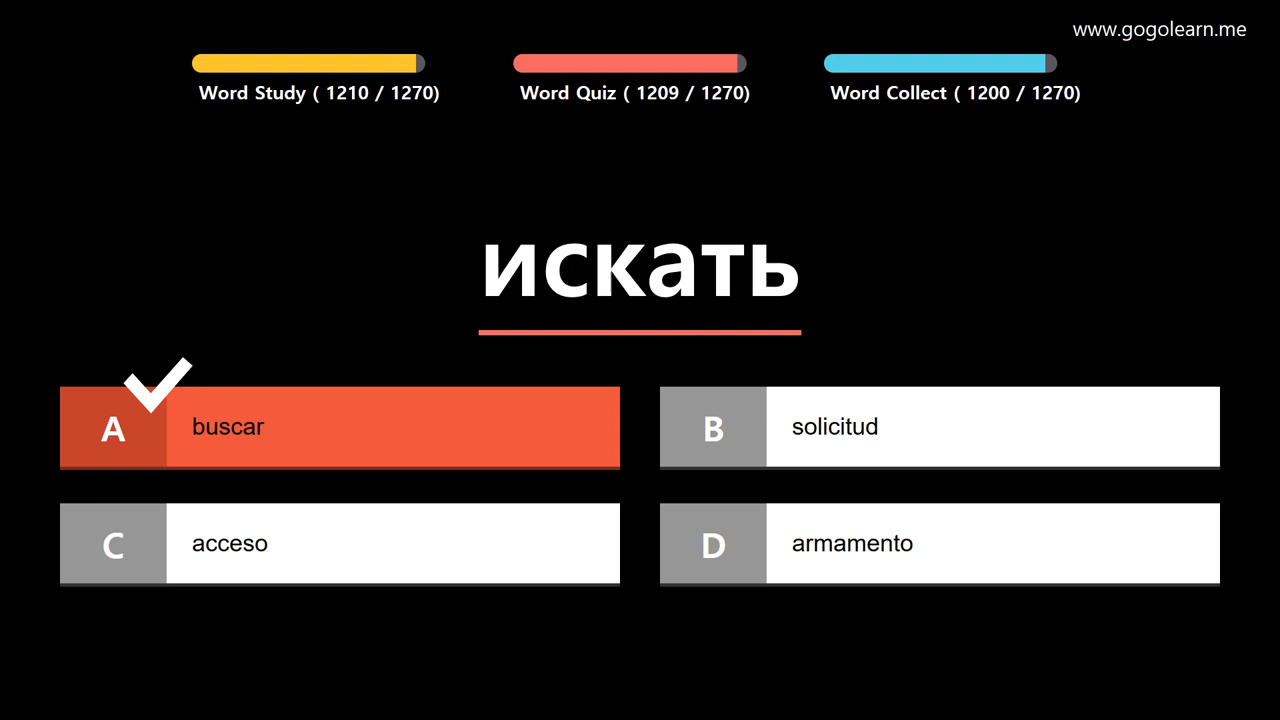 www.gogolearn.me
Word Study ( 1210 / 1270)
Word Quiz ( 1209 / 1270)
Word Collect ( 1200 / 1270)
искать
A buscar
B solicitud
C acceso
D armamento